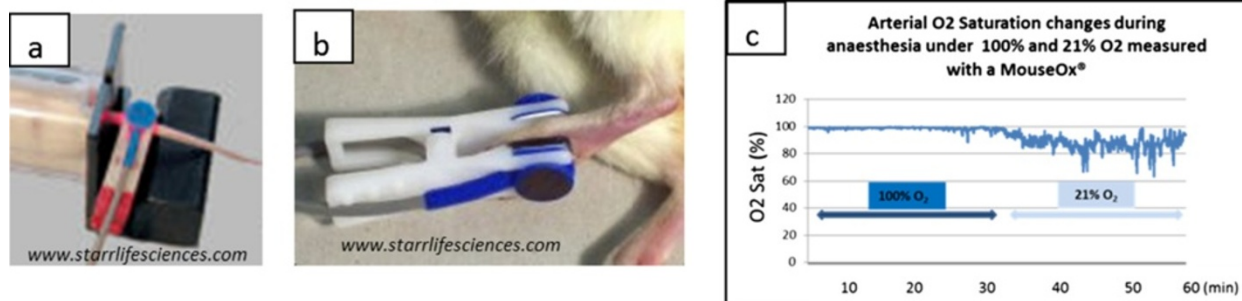 a
www.starrlifesciences.com
b
www.starrlifesciences.com
c
Arterial O2 Saturation changes during
anaesthesia under 100% and 21% O2 measured
with a MouseOx®
O2 Sat (%)
120
100
80
60
40
20
0
100% O₂
21% O₂
10 20 30 40 50 60 (min)